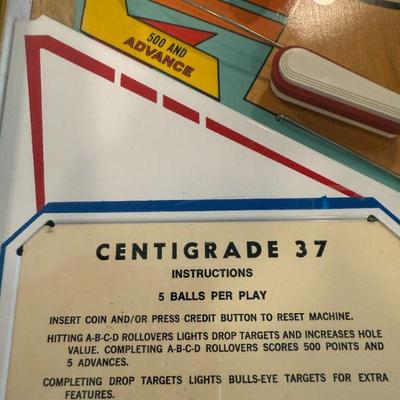 500 AND
ADVANCE
CENTIGRADE 37
INSTRUCTIONS
5 BALLS PER PLAY
INSERT COIN AND/OR PRESS CREDIT BUTTON TO RESET MACHINE.
HITTING A-B-C-D ROLLOVERS LIGHTS DROP TARGETS AND INCREASES HOLE
VALUE. COMPLETING A-B-C-D ROLLOVERS SCORES 500 POINTS AND
5 ADVANCES.
COMPLETING DROP TARGETS LIGHTS BULLS-EYE TARGETS FOR EXTRA
FEATURES.